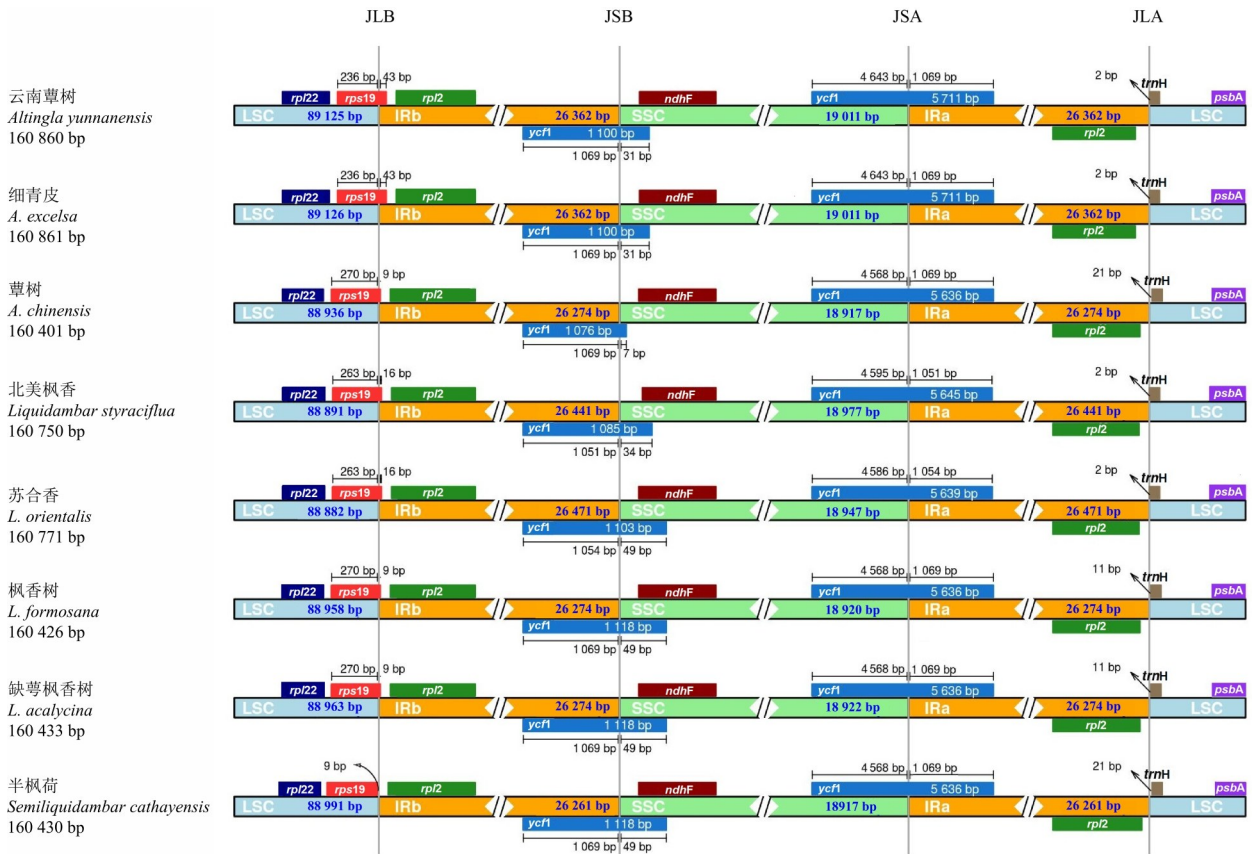 JLB JSB JSA JLA
236 bp 43 bp 4 643 bp 1 069 bp 2 bp trnH
云南蕈树 rpl22 rps19 rpl2 ndhF ycf1 5 711 bp psbA
Altingla yunnanensis LSC 89 125 bp IRb 26 362 bp SSC 19 011 bp IRa 26 362 bp LSC
160 860 bp ycf1 1 100 bp rpl2
1 069 bp 31 bp
236 bp 43 bp 4 643 bp 1 069 bp 2 bp trnH
细青皮 rpl22 rps19 rpl2 ndhF ycf1 5 711 bp psbA
A. excelsa LSC 89 126 bp IRb 26 362 bp SSC 19 011 bp IRa 26 362 bp LSC
160 861 bp ycf1 1 100 bp rpl2
1 069 bp 31 bp
270 bp 9 bp 4 568 bp 1 069 bp 21 bp trnH
蕈树 rpl22 rps19 rpl2 ndhF ycf1 5 636 bp psbA
A. chinensis LSC 88 936 bp IRb 26 274 bp SSC 18 917 bp IRa 26 274 bp LSC
160 401 bp ycf1 1 076 bp rpl2
1 069 bp 7 bp
263 bp 16 bp 4 595 bp 1 051 bp 2 bp trnH
北美枫香 rpl22 rps19 rpl2 ndhF ycf1 5 645 bp psbA
Liquidambar styraciflua LSC 88 891 bp IRb 26 441 bp SSC 18 977 bp IRa 26 441 bp LSC
160 750 bp ycf1 1 085 bp rpl2
1 051 bp 34 bp
263 bp 16 bp 4 586 bp 1 054 bp 2 bp trnH
苏合香 rpl22 rps19 rpl2 ndhF ycf1 5 639 bp psbA
L. orientalis LSC 88 882 bp IRb 26 471 bp SSC 18 947 bp IRa 26 471 bp LSC
160 771 bp ycf1 1 103 bp rpl2
1 054 bp 49 bp
270 bp 9 bp 4 568 bp 1 069 bp 11 bp trnH
枫香树 rpl22 rps19 rpl2 ndhF ycf1 5 636 bp psbA
L. formosana LSC 88 958 bp IRb 26 274 bp SSC 18 920 bp IRa 26 274 bp LSC
160 426 bp ycf1 1 118 bp rpl2
1 069 bp 49 bp
270 bp 9 bp 4 568 bp 1 069 bp 11 bp trnH
缺萼枫香树 rpl22 rps19 rpl2 ndhF ycf1 5 636 bp psbA
L. acalycina LSC 88 963 bp IRb 26 274 bp SSC 18 922 bp IRa 26 274 bp LSC
160 433 bp ycf1 1 118 bp rpl2
1 069 bp 49 bp
9 bp 4 568 bp 1 069 bp 21 bp trnH
半枫荷 rpl22 rps19 rpl2 ndhF ycf1 5 636 bp psbA
Semiliquidambar cathayensis LSC 88 991 bp IRb 26 261 bp SSC 18917 bp IRa 26 261 bp LSC
160 430 bp ycf1 1 118 bp rpl2
1 069 bp 49 bp